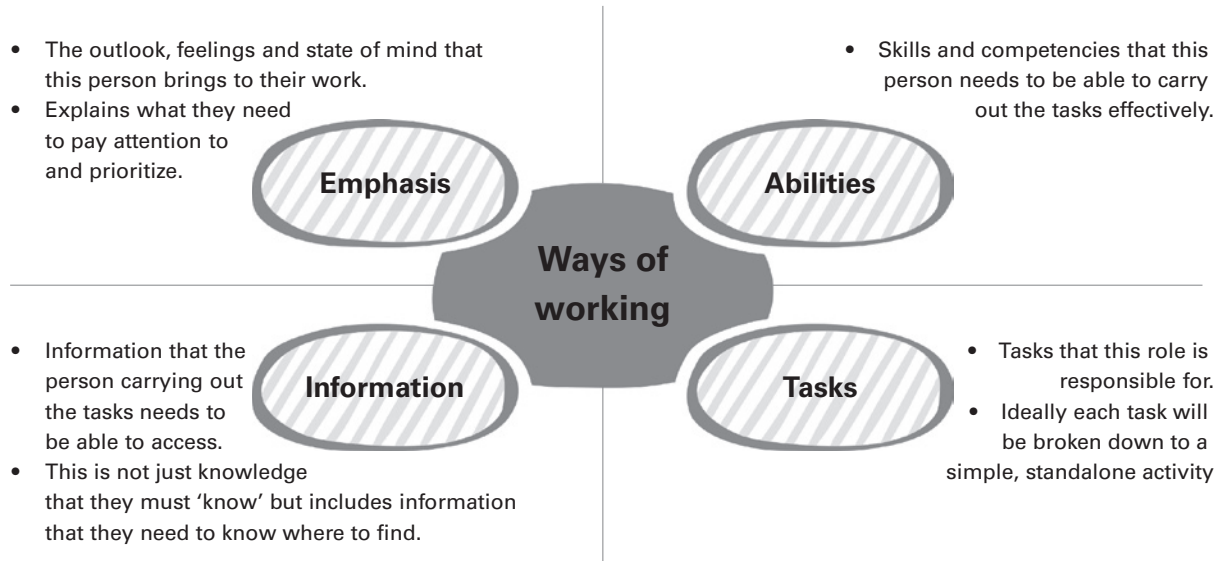 • The outlook, feelings and state of mind that
this person brings to their work.
• Explains what they need
to pay attention to
and prioritize.
Emphasis
• Skills and competencies that this
person needs to be able to carry
out the tasks effectively.
Abilities
Ways of
working
• Information that the
person carrying out
the tasks needs to
be able to access.
• This is not just knowledge
that they must ‘know’ but includes information
that they need to know where to find.
Information
• Tasks that this role is
responsible for.
• Ideally each task will
be broken down to a
simple, standalone activity
Tasks